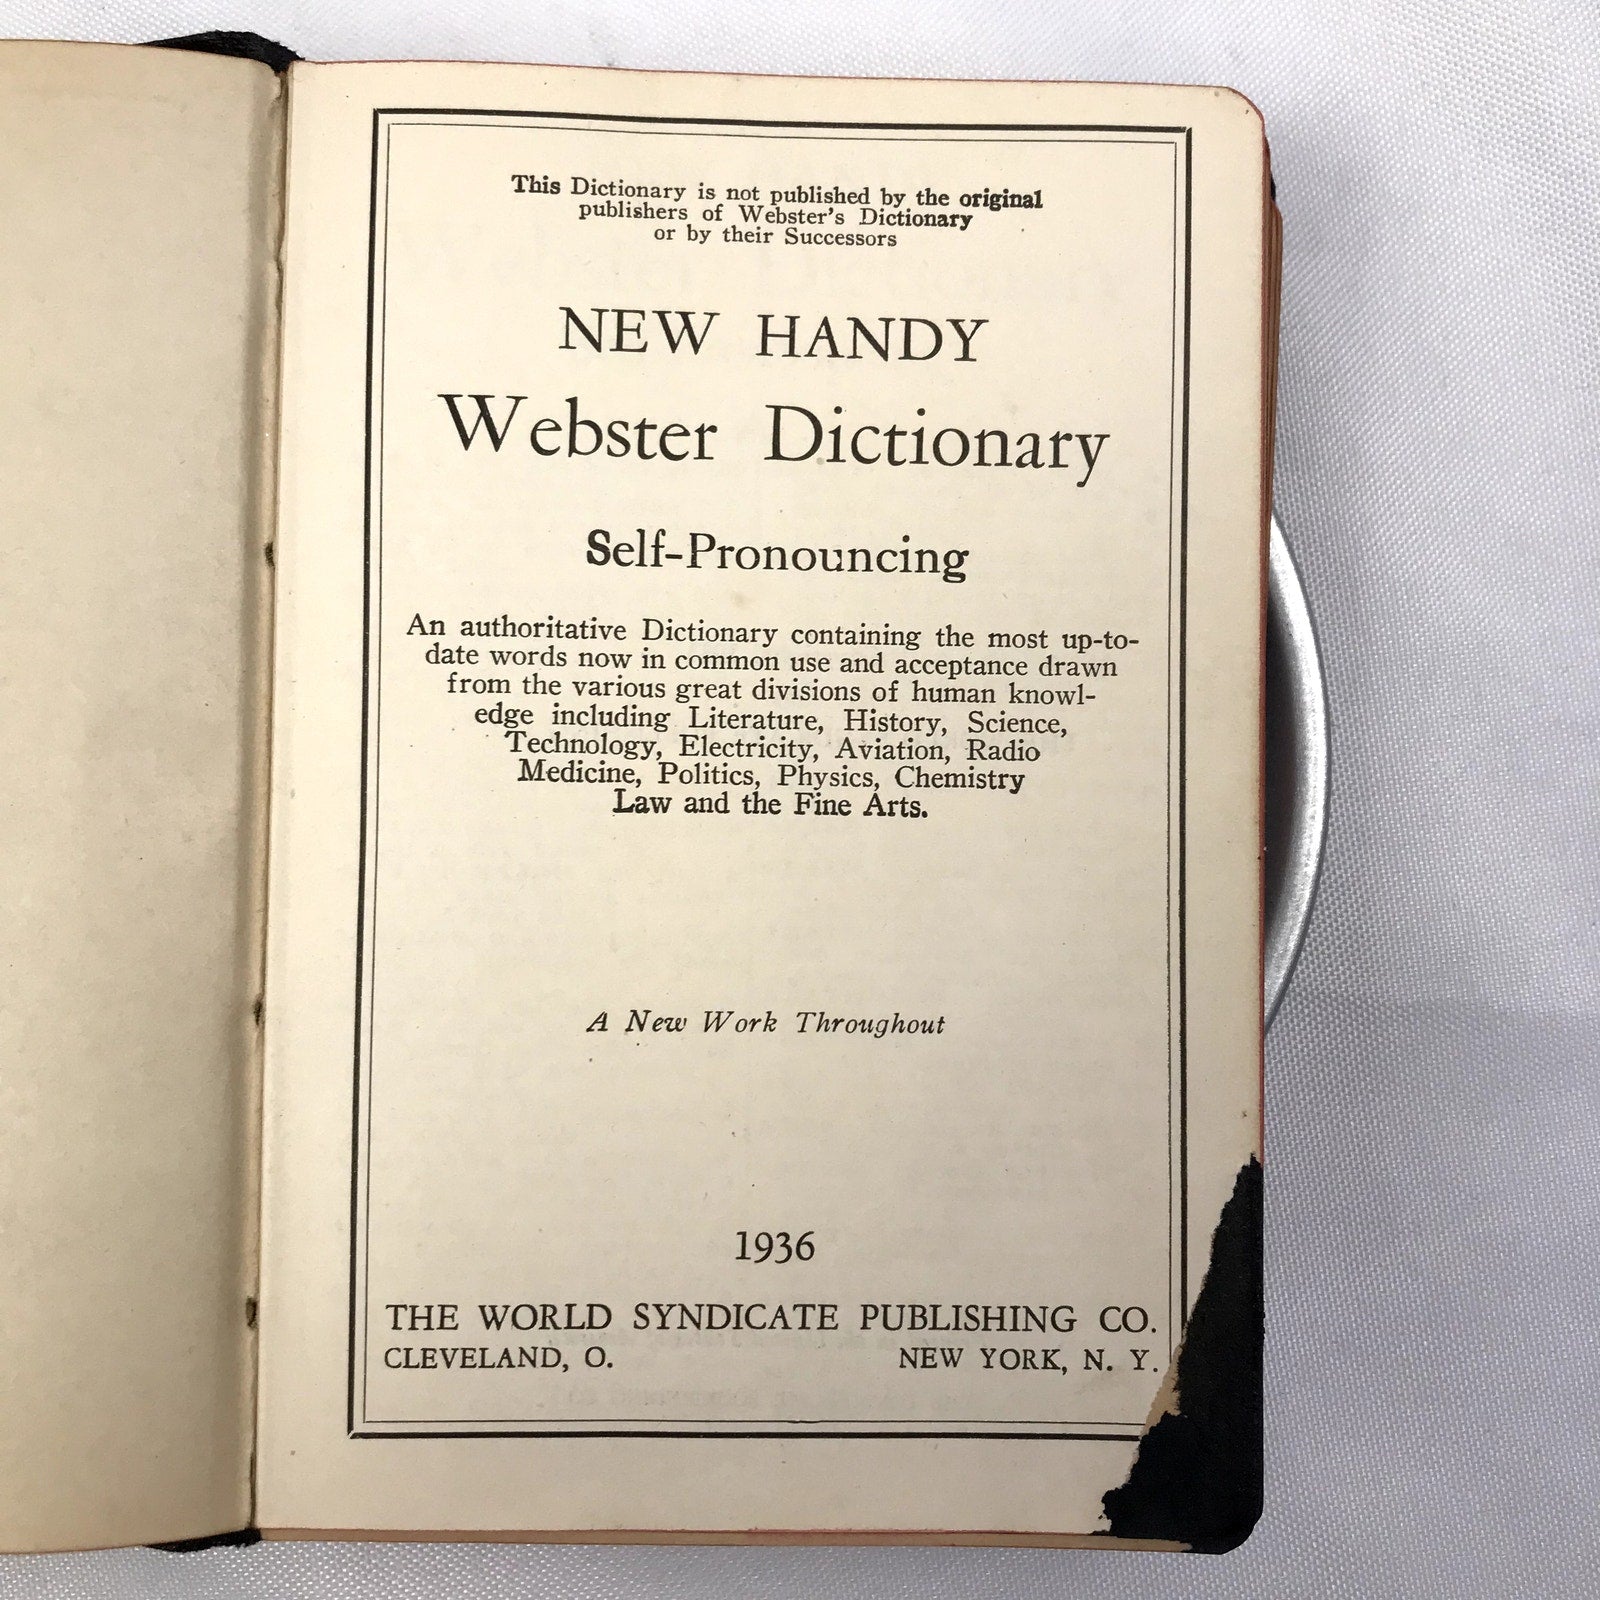 This Dictionary is not published by the original
publishers of Webster's Dictionary
or by their Successors
NEW HANDY
Webster Dictionary
Self-Pronouncing
An authoritative Dictionary containing the most up-to-
date words now in common use and acceptance drawn
from the various great divisions of human knowl-
edge including Literature, History, Science,
Technology, Electricity, Aviation, Radio
Medicine, Politics, Physics, Chemistry
Law and the Fine Arts.
A New Work Throughout
1936
THE WORLD SYNDICATE PUBLISHING CO.
CLEVELAND, O. NEW YORK, N. Y.